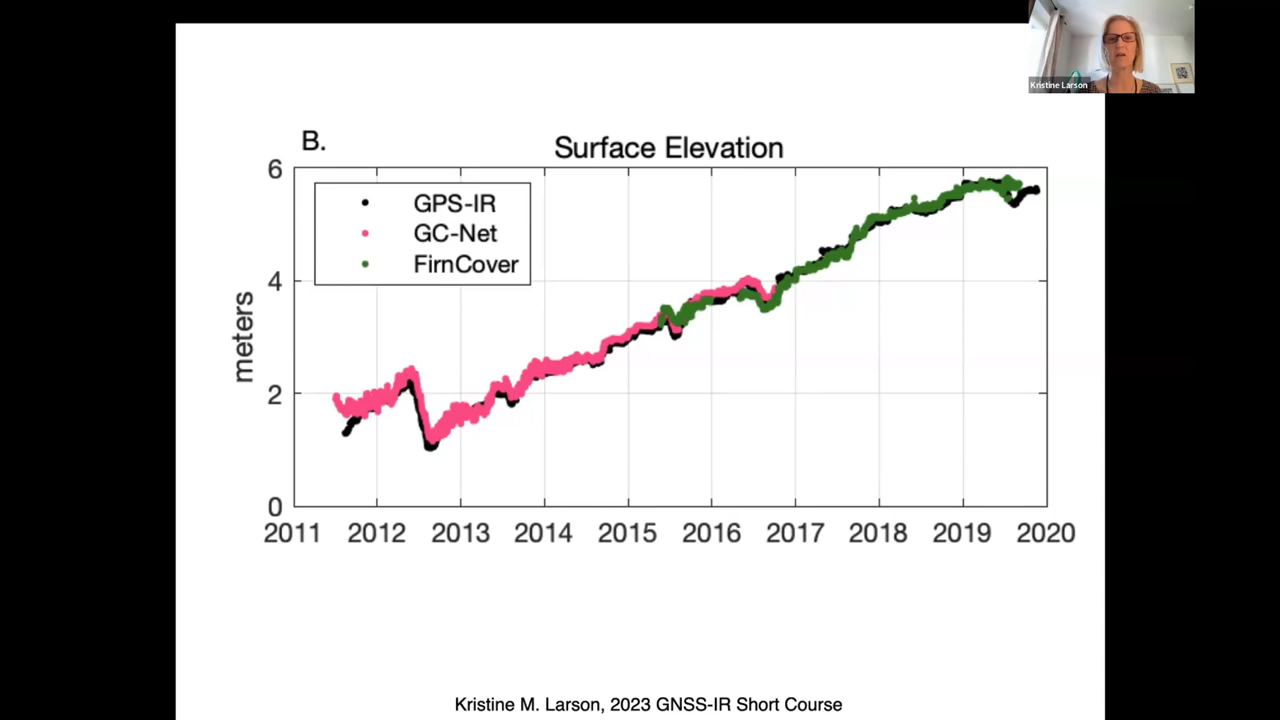 Kristine Larson
B.
Surface Elevation
GPS-IR
GC-Net
FirnCover
meters
6
4
2
0
2011 2012 2013 2014 2015 2016 2017 2018 2019 2020
Kristine M. Larson, 2023 GNSS-IR Short Course